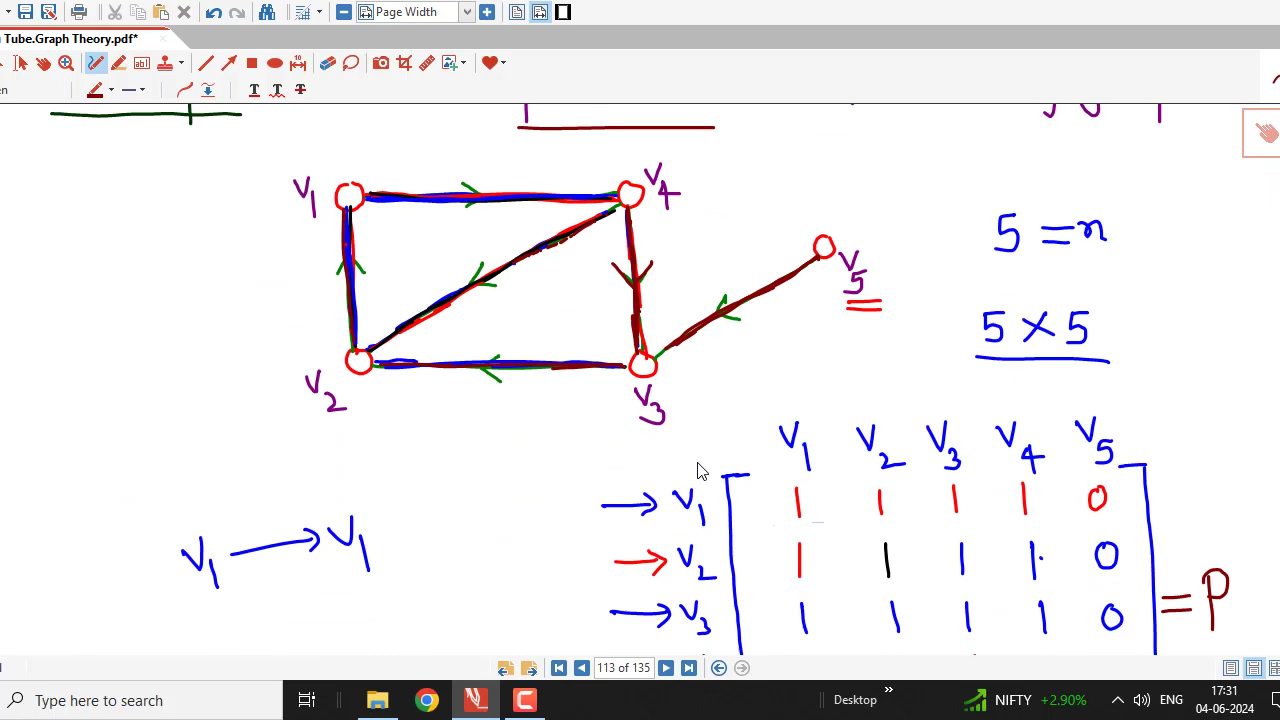 Page Width
Tube.Graph Theory.pdf*
V1
V4
V5
V2
V3
5 = n
5 × 5
V1 → V1
V1 V2 V3 V4 V5
→ V1 1 1 1 1 0
→ V2 1 1 1 1 0
→ V3 1 1 1 1 0
= P
113 of 135
Type here to search
Desktop
»
NIFTY +2.90%
ENG
17:31
04-06-2024